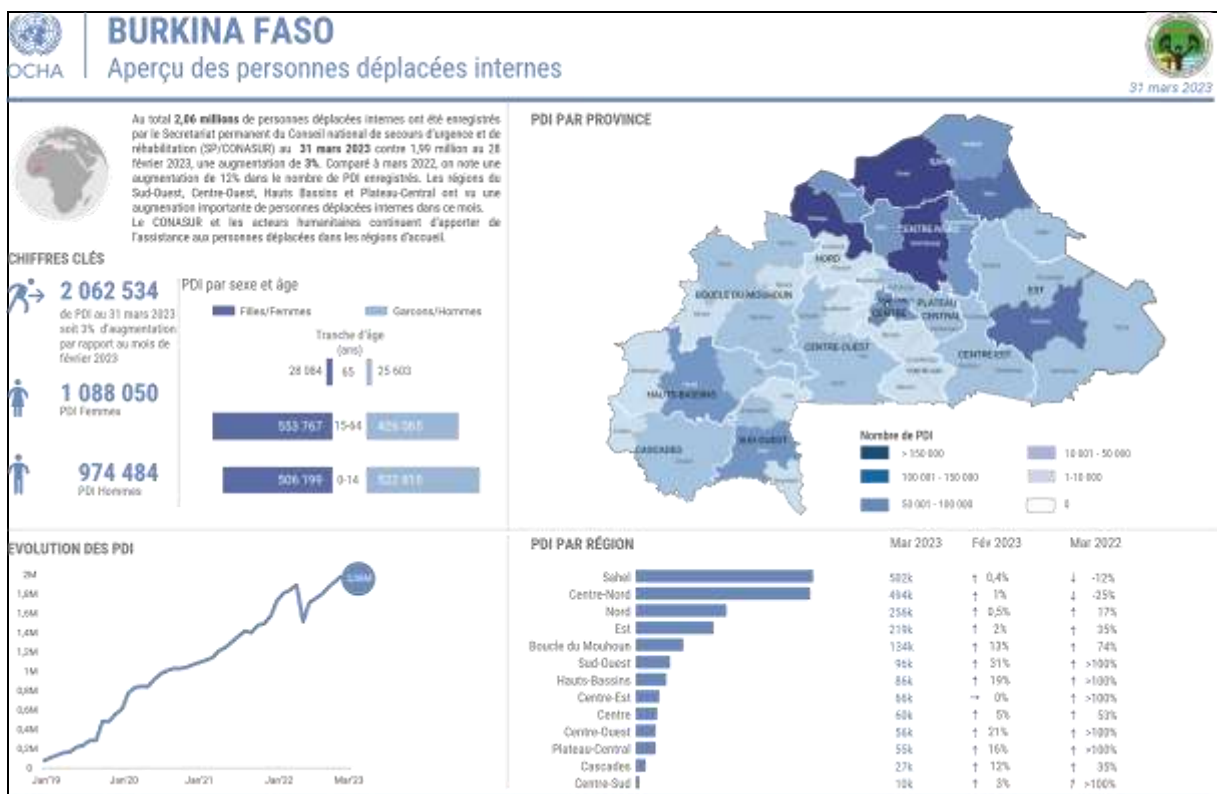 BURKINA FASO
OCHA
Aperçu des personnes déplacées internes
31 mars 2023
Au total 2,06 millions de personnes déplacées internes ont été enregistrés
par le Secretariat permanent du Conseil national de secours d'urgence et de
réhabilitation (SP/CONASUR) au 31 mars 2023 contre 1,99 million au 28
février 2023, une augmentation de 3%. Comparé à mars 2022, on note une
augmentation de 12% dans le nombre de PDI enregistrés. Les régions du
Sud-Ouest, Centre-Ouest, Hauts Bassins et Plateau-Central ont vu une
augmenation importante de personnes déplacées internes dans ce mois.
Le CONASUR et les acteurs humanitaires continuent d'apporter de
l'assistance aux personnes déplacées dans les régions d'accueil.
CHIFFRES CLÉS
2 062 534
de PDI au 31 mars 2023
soit 3% d'augmentation
par rapport au mois de
février 2023
1 088 050
PDI Femmes
974 484
PDI Hommes
PDI par sexe et âge
Filles/Femmes
Garcons/Hommes
Tranche d'âge
(ans)
28 084 65 25 603
553 767 15-64
506 199 0-14
PDI PAR PROVINCE
SAHEL
CENTRE-NORD
NORD
BOUCLE DU MOUHOUN
EST
PLATEAU
CENTRAL
CENTRE
CENTRE-OUEST
CENTRE-EST
HAUTS-BASSINS
CASCADES
SUD-OUEST
Nombre de PDI
> 150 000
100 001 - 150 000
50 001 - 100 000
10 001 - 50 000
1-10 000
0
EVOLUTION DES PDI
2M
1,8M
1,6M
1,4M
1,2M
1M
0,8M
0,6M
0,4M
0,2M
0
Jan'19 Jan'20 Jan'21 Jan'22 Mar'23
2,06M
PDI PAR RÉGION Mar 2023 Fév 2023 Mar 2022
Sahel 502k ↑ 0,4% ↓ -12%
Centre-Nord 494k ↑ 1% ↓ -25%
Nord 256k ↑ 0,5% ↑ 17%
Est 219k ↑ 2% ↑ 35%
Boucle du Mouhoun 134k ↑ 13% ↑ 74%
Sud-Ouest 96k ↑ 31% ↑ >100%
Hauts-Bassins 86k ↑ 19% ↑ >100%
Centre-Est 66k → 0% ↑ >100%
Centre 60k ↑ 5% ↑ 53%
Centre-Ouest 56k ↑ 21% ↑ >100%
Plateau-Central 55k ↑ 16% ↑ >100%
Cascades 27k ↑ 12% ↑ 35%
Centre-Sud 10k ↑ 3% ↑ >100%